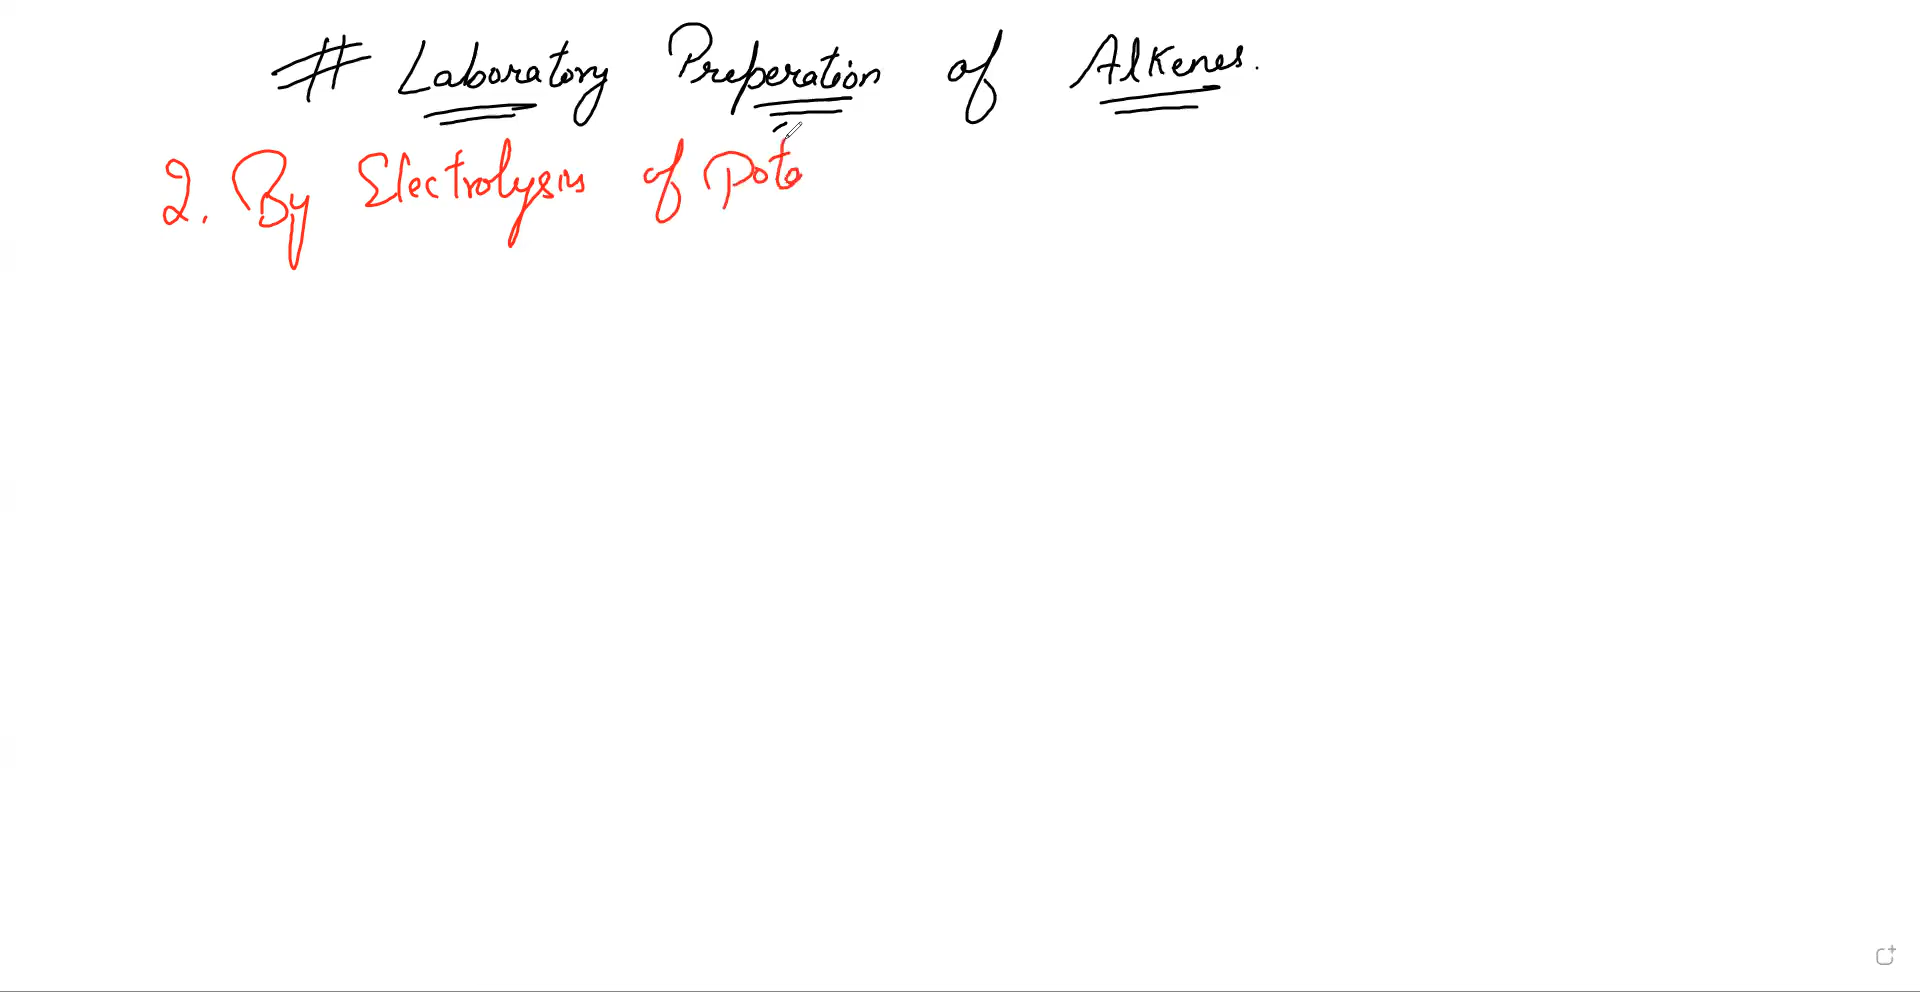 # Laboratory Preperation of Alkenes.
2. By Electrolysis of Pota